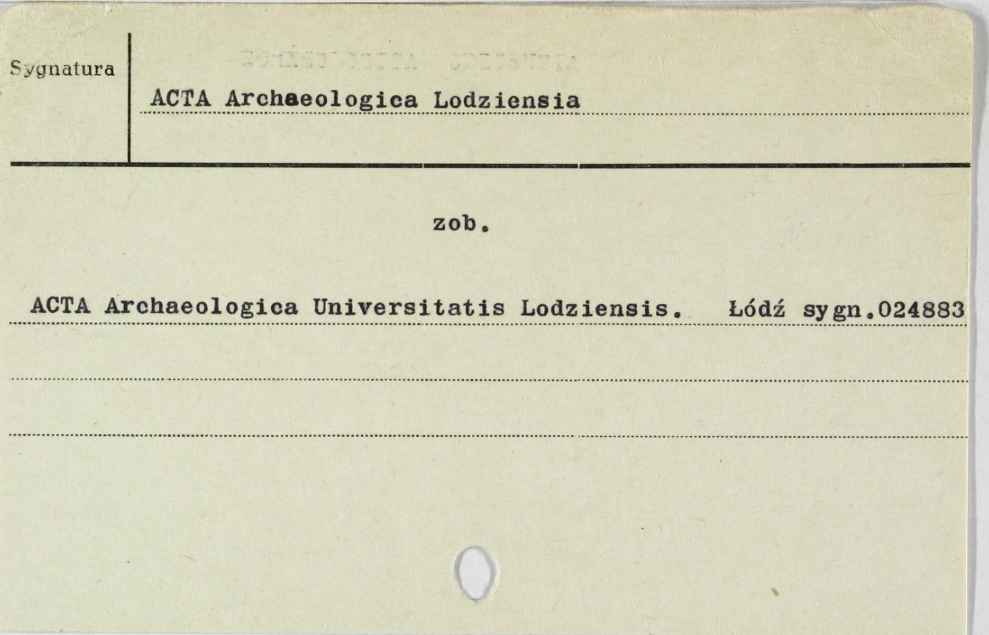 Sygnatura
ACTA Archaeologica Lodziensia
zob.
ACTA Archaeologica Universitatis Lodziensis. Łódź sygn.024883